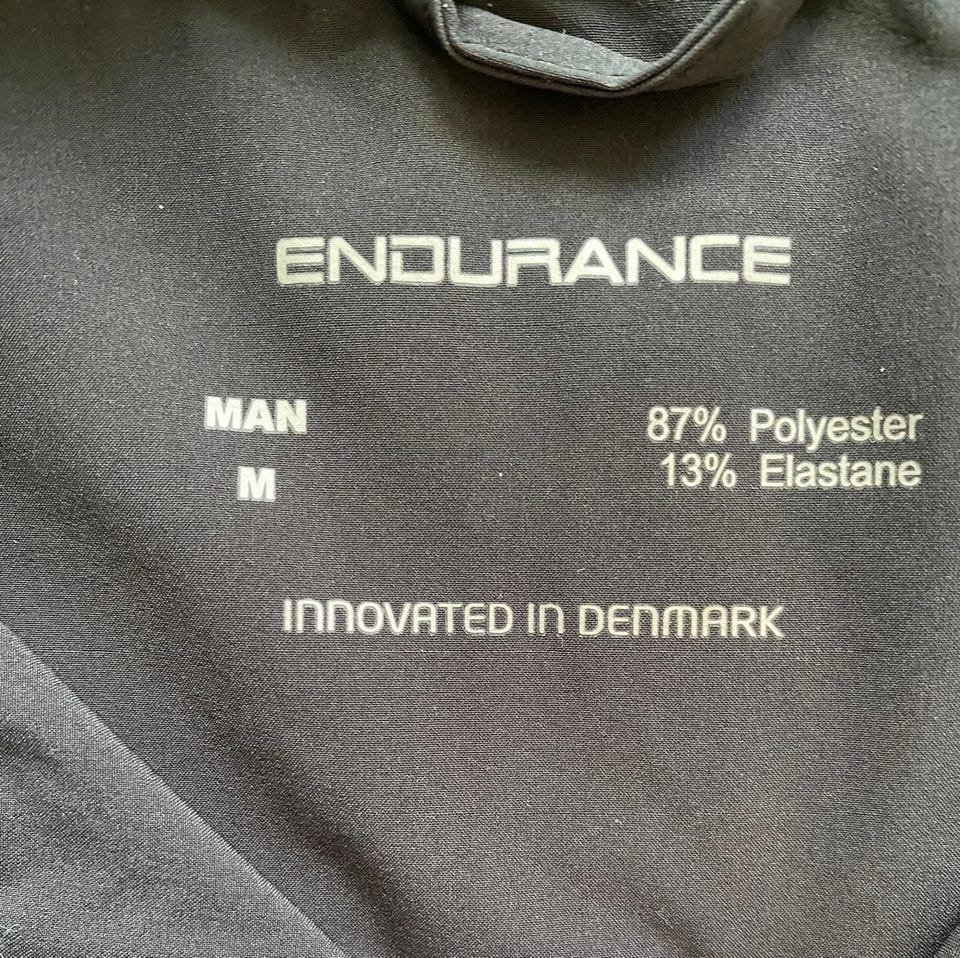 ENDURANCE
MAN
87% Polyester
M
13% Elastane
INNOVATED IN DENMARK